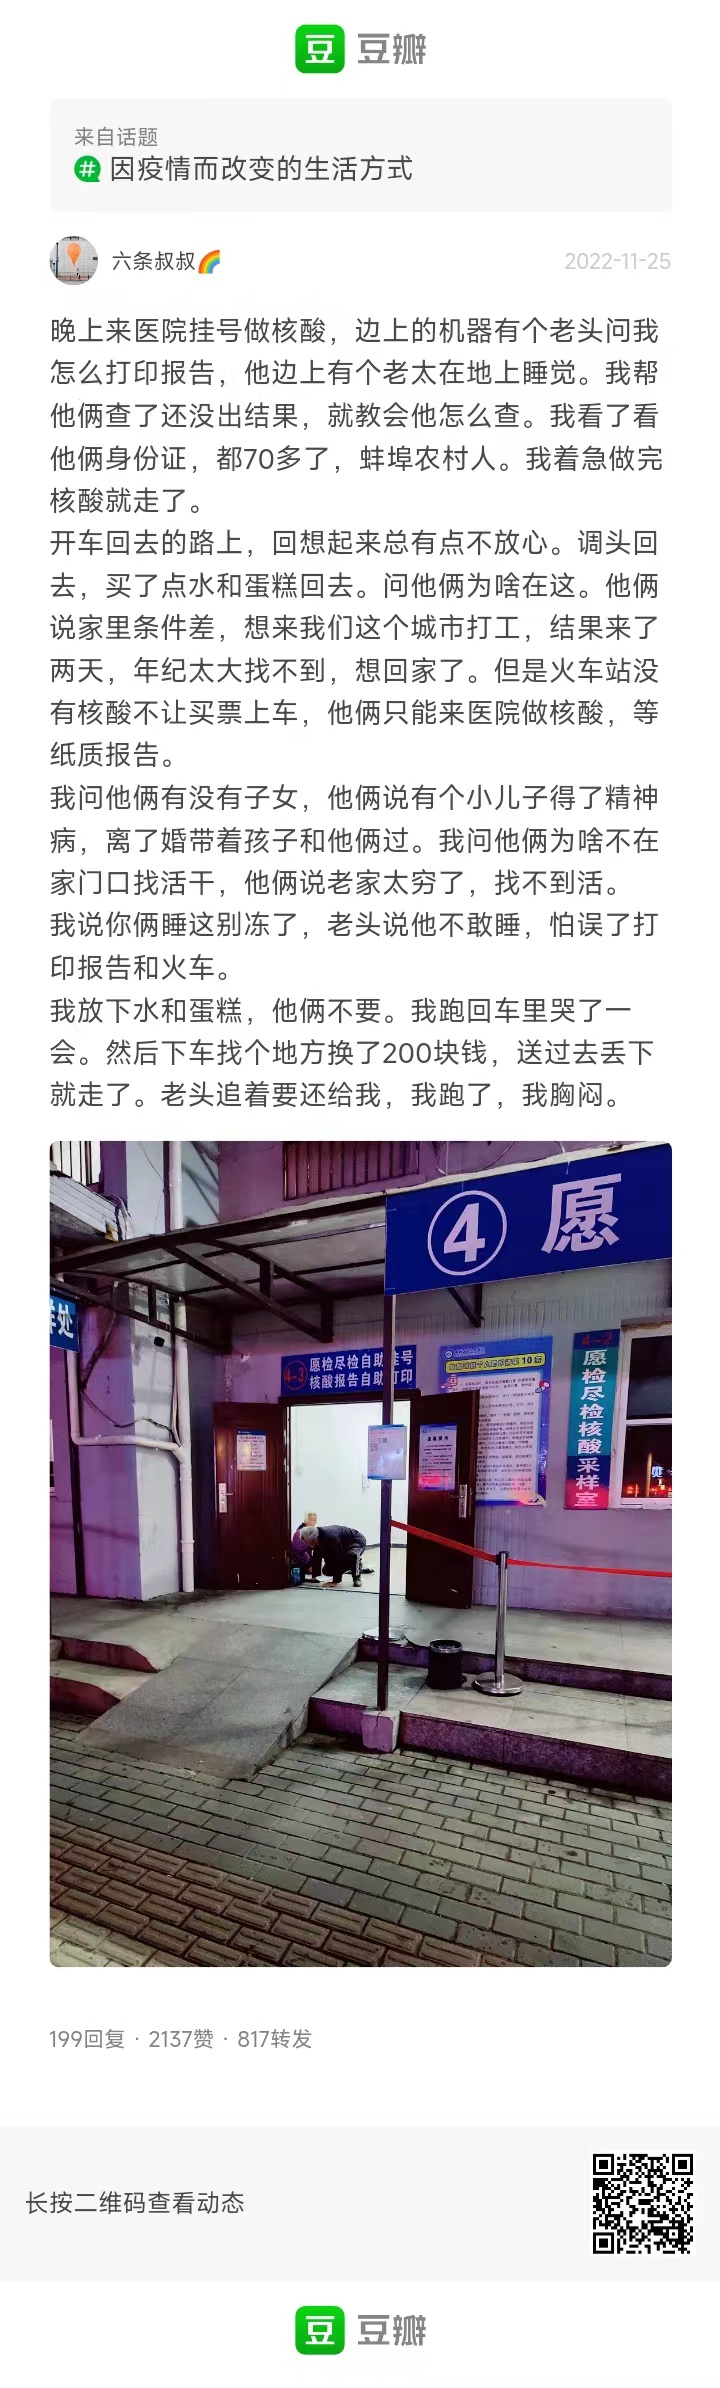 豆 豆瓣
来自话题
# 因疫情而改变的生活方式
六条叔叔🌈 2022-11-25
晚上来医院挂号做核酸，边上的机器有个老头问我
怎么打印报告，他边上有个老太在地上睡觉。我帮
他俩查了还没出结果，就教会他怎么查。我看了看
他俩身份证，都70多了，蚌埠农村人。我着急做完
核酸就走了。
开车回去的路上，回想起来总有点不放心。调头回
去，买了点水和蛋糕回去。问他俩为啥在这。他俩
说家里条件差，想来我们这个城市打工，结果来了
两天，年纪太大找不到，想回家了。但是火车站没
有核酸不让买票上车，他俩只能来医院做核酸，等
纸质报告。
我问他俩有没有子女，他俩说有个小儿子得了精神
病，离了婚带着孩子和他俩过。我问他俩为啥不在
家门口找活干，他俩说老家太穷了，找不到活。
我说你俩睡这别冻了，老头说他不敢睡，怕误了打
印报告和火车。
我放下水和蛋糕，他俩不要。我跑回车里哭了一
会。然后下车找个地方换了200块钱，送过去丢下
就走了。老头追着要还给我，我跑了，我胸闷。
④ 愿
处
4-3 愿检尽检自助挂号
核酸报告自助打印
4-2
愿检尽检核酸采样室
199回复 · 2137赞 · 817转发
长按二维码查看动态
豆 豆瓣